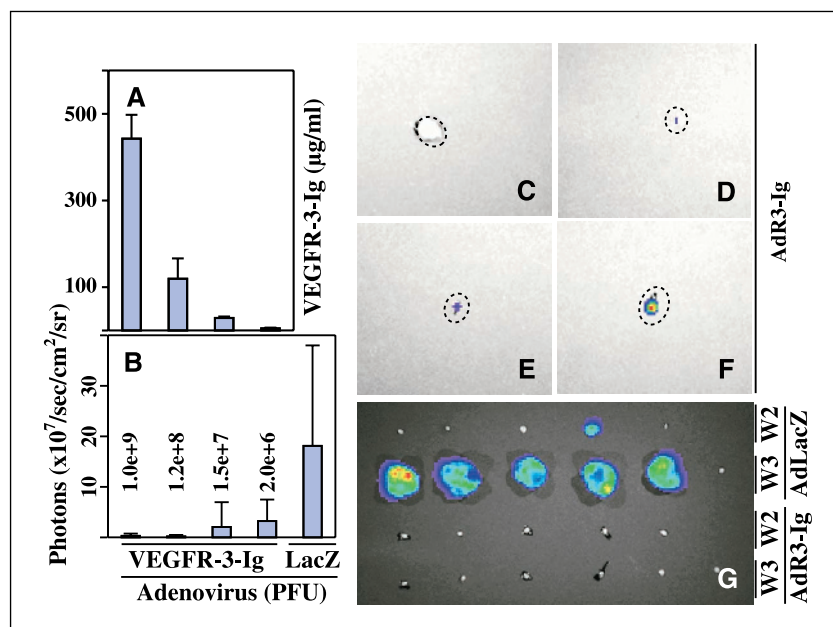 A
500
300
100
VEGFR-3-Ig (µg/ml)
B
30
20
10
Photons (x10⁷/sec/cm²/sr)
1.0e+9
1.2e+8
1.5e+7
2.0e+6
VEGFR-3-Ig LacZ
Adenovirus (PFU)
C
D
E
F
AdR3-Ig
G
W2
W3
AdLacZ
W2
W3
AdR3-Ig